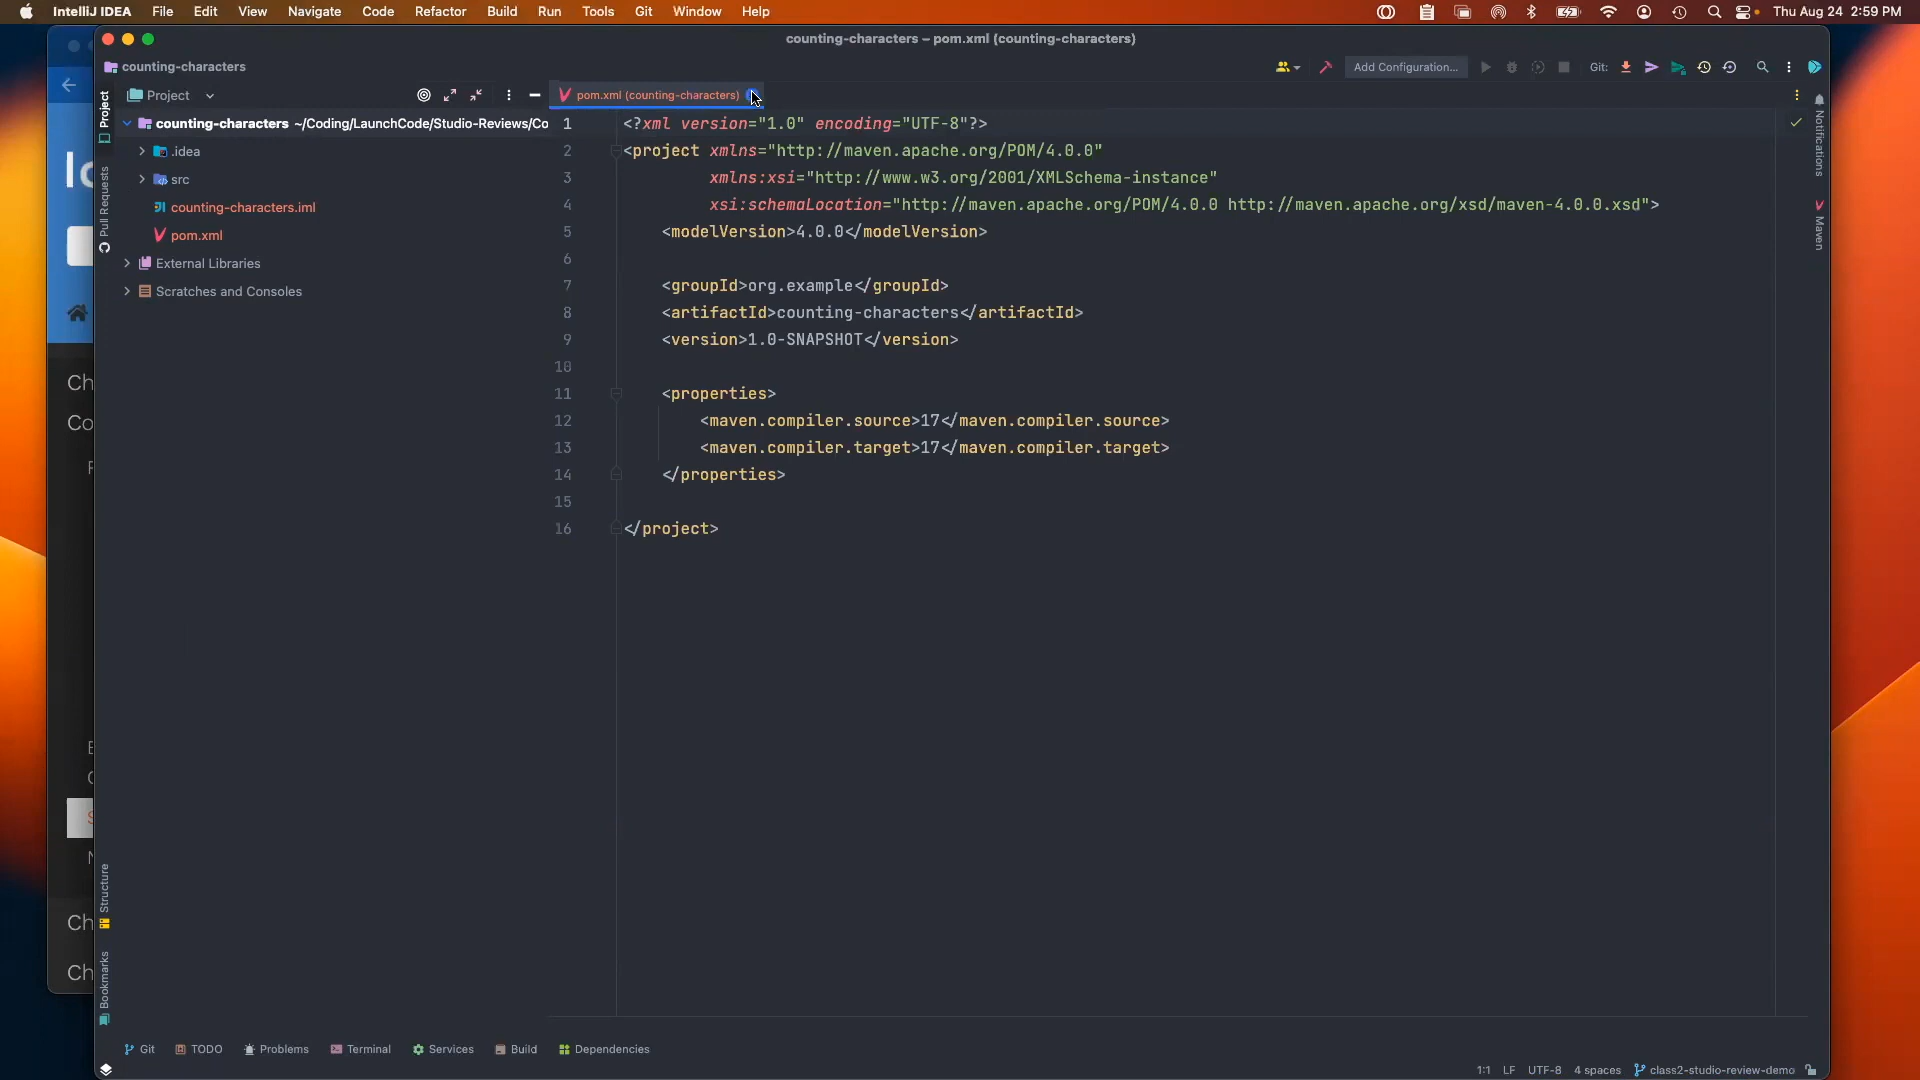 IntelliJ IDEA File Edit View Navigate Code Refactor Build Run Tools Git Window Help Thu Aug 24 2:59 PM
counting-characters – pom.xml (counting-characters)
counting-characters
Add Configuration...
Git:
Project
pom.xml (counting-characters)
Project
Pull Requests
Structure
Bookmarks
Notifications
Maven
counting-characters ~/Coding/LaunchCode/Studio-Reviews/Co
.idea
src
counting-characters.iml
pom.xml
External Libraries
Scratches and Consoles
1 <?xml version="1.0" encoding="UTF-8"?>
2 <project xmlns="http://maven.apache.org/POM/4.0.0"
3 xmlns:xsi="http://www.w3.org/2001/XMLSchema-instance"
4 xsi:schemaLocation="http://maven.apache.org/POM/4.0.0 http://maven.apache.org/xsd/maven-4.0.0.xsd">
5 <modelVersion>4.0.0</modelVersion>
6
7 <groupId>org.example</groupId>
8 <artifactId>counting-characters</artifactId>
9 <version>1.0-SNAPSHOT</version>
10
11 <properties>
12 <maven.compiler.source>17</maven.compiler.source>
13 <maven.compiler.target>17</maven.compiler.target>
14 </properties>
15
16 </project>
Ch
Co
Ch
Ch
Git TODO Problems Terminal Services Build Dependencies
1:1 LF UTF-8 4 spaces class2-studio-review-demo